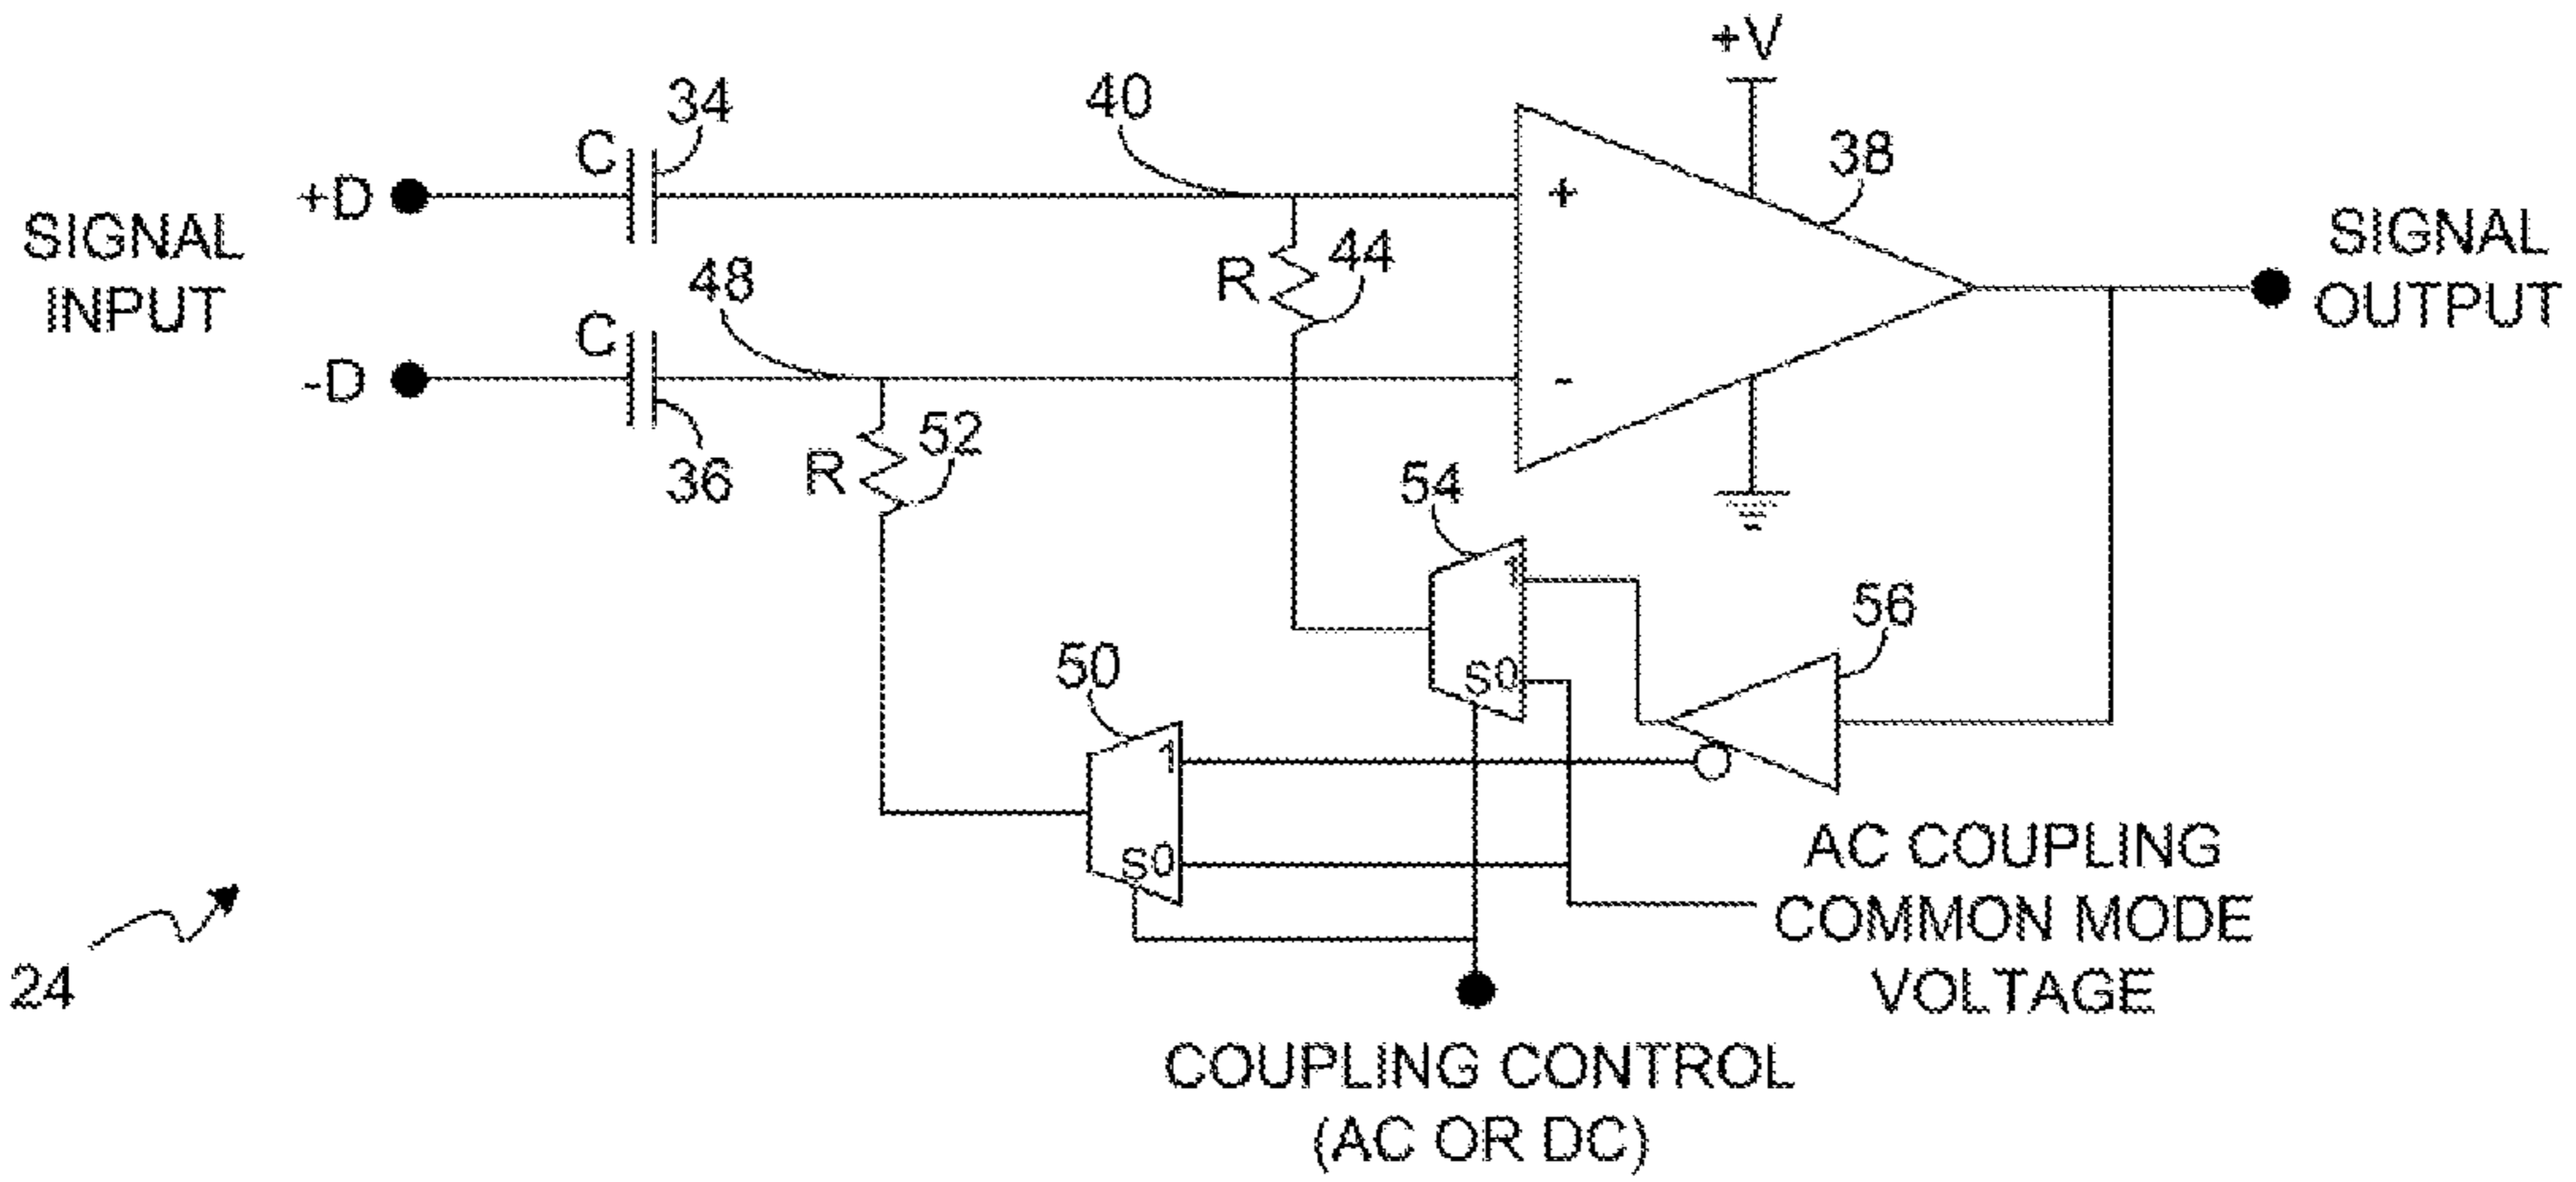 +V
34
40
C
38
+D
+
SIGNAL
INPUT
44
R
SIGNAL
OUTPUT
48
C
-D
-
52
R
36
54
1
56
S0
50
1
S0
AC COUPLING
COMMON MODE
VOLTAGE
24
COUPLING CONTROL
(AC OR DC)